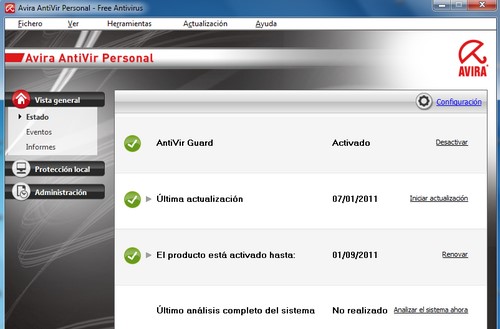 Avira AntiVir Personal - Free Antivirus
Fichero Ver Herramientas Actualización Ayuda
Avira AntiVir Personal
AVIRA
Vista general
Estado
Eventos
Informes
Protección local
Administración
Configuración
AntiVir Guard Activado Desactivar
Última actualización 07/01/2011 Iniciar actualización
El producto está activado hasta: 01/09/2011 Renovar
Último análisis completo del sistema No realizado Analizar el sistema ahora